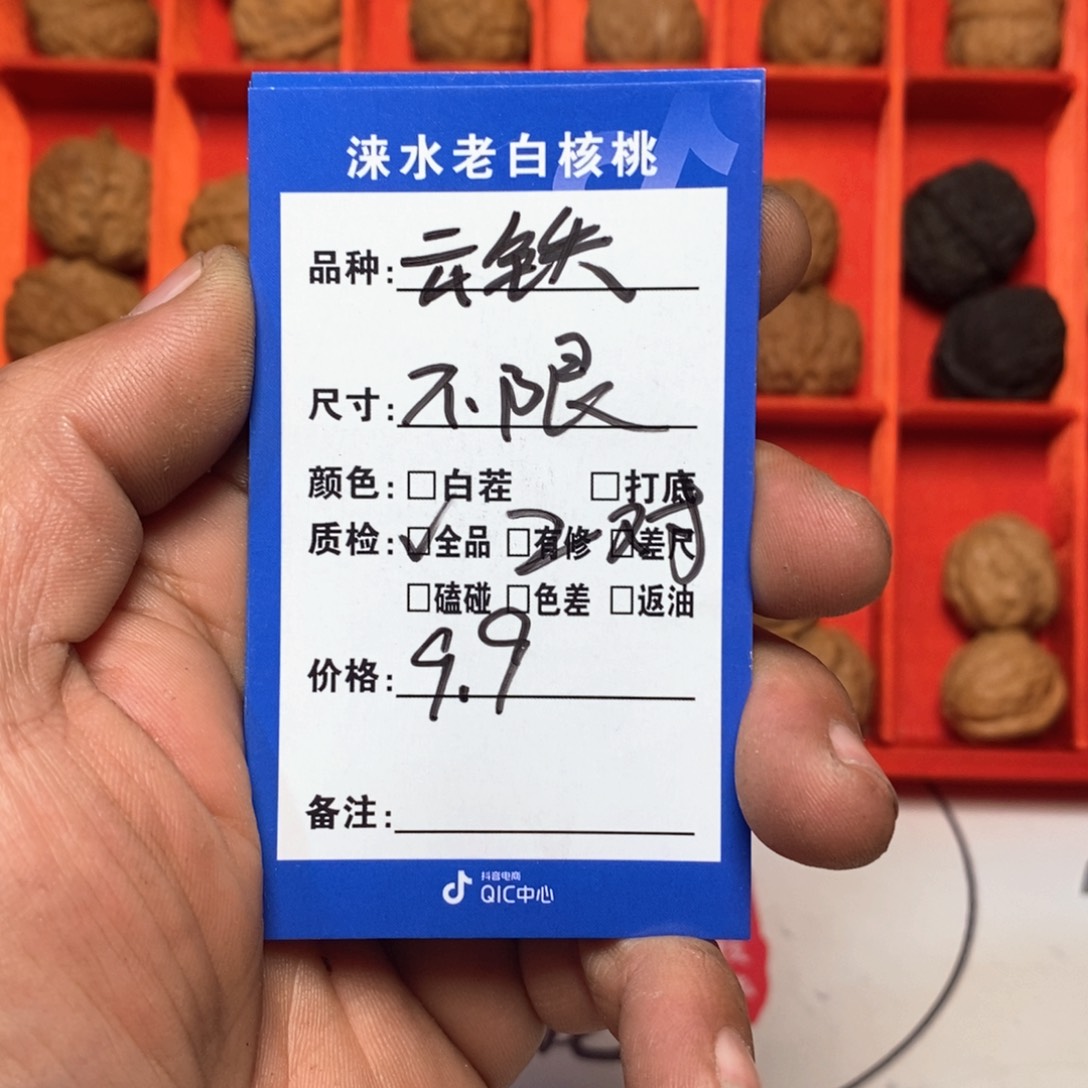 涞水老白核桃
品种: 云铁
尺寸: 不限
颜色: □白茬 □打底
质检: ☑全品 □有修 □差尺
一对
□磕碰 □色差 □返油
价格: 9.9
备注:
抖音电商
QIC中心